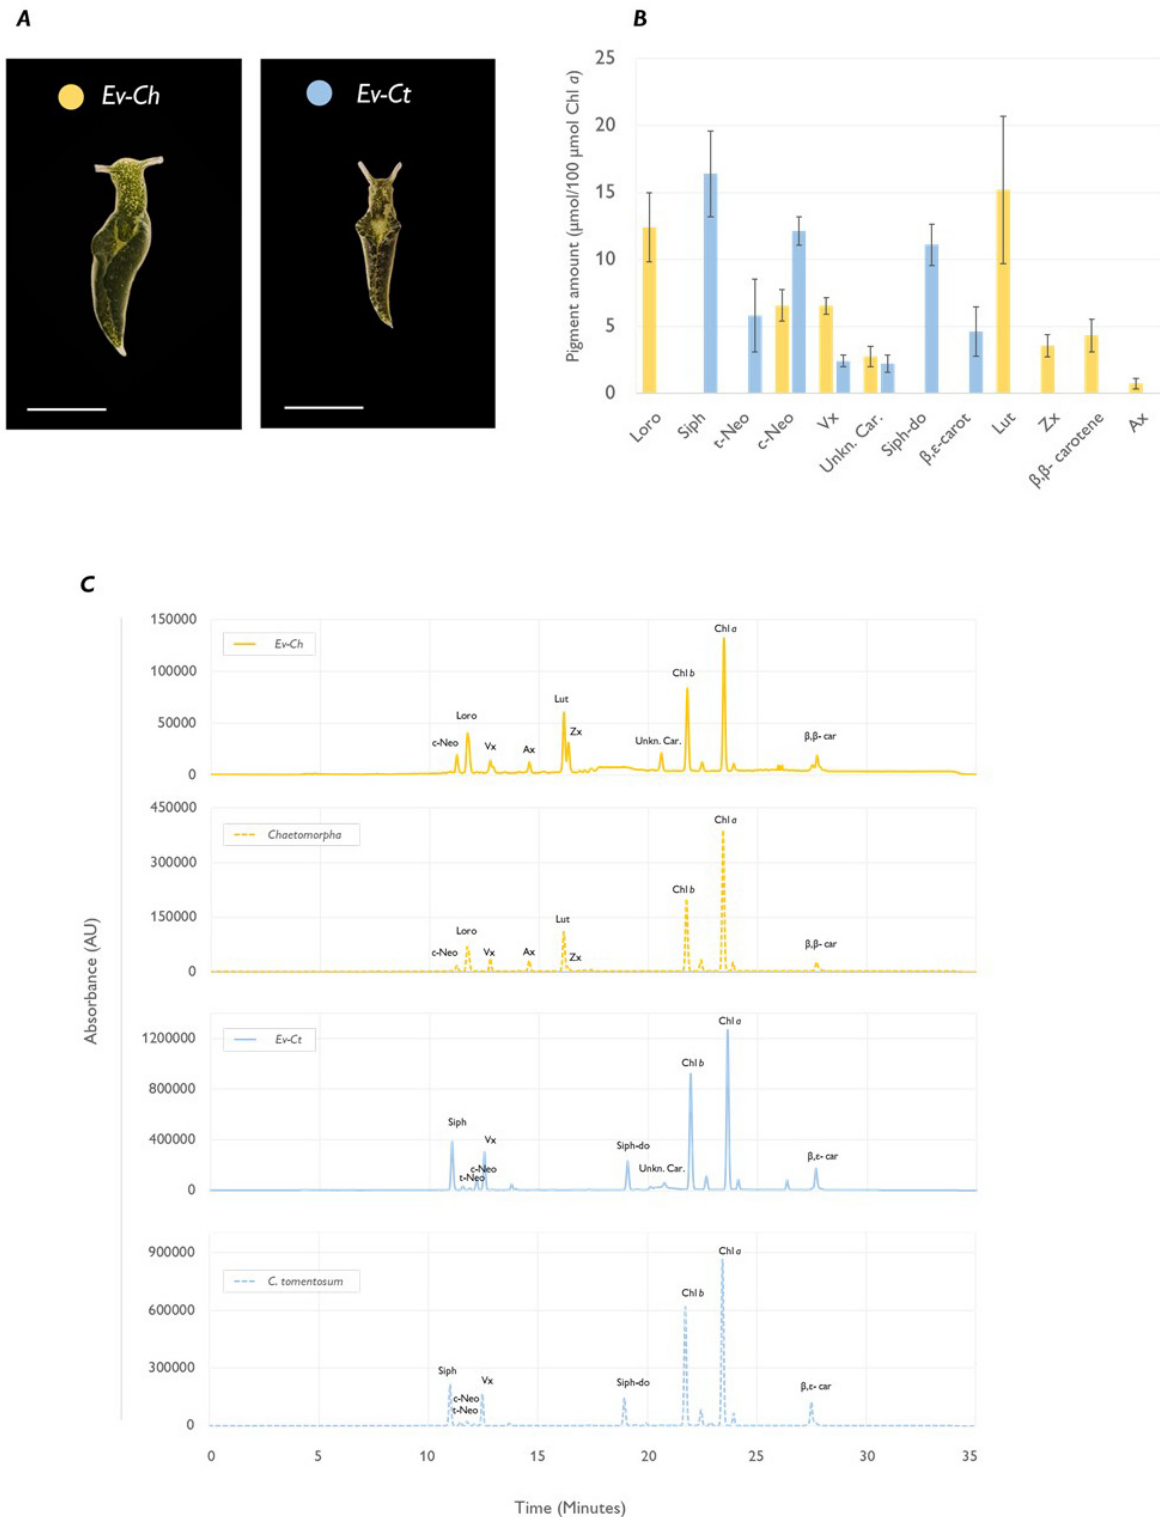 A
Ev-Ch
Ev-Ct
B
Pigment amount (μmol/100 μmol Chl a)
25
20
15
10
5
0
Loro
Siph
t-Neo
c-Neo
Vx
Unkn. Car.
Siph-do
β,ε-carot
Lut
Zx
β,β- carotene
Ax
C
Absorbance (AU)
150000
100000
50000
0
Ev-Ch
c-Neo
Loro
Vx
Ax
Lut
Zx
Unkn. Car.
Chl b
Chl a
β,β- car
450000
300000
150000
0
Chaetomorpha
c-Neo
Loro
Vx
Ax
Lut
Zx
Chl b
Chl a
β,β- car
1200000
800000
400000
0
Ev-Ct
Siph
t-Neo
c-Neo
Vx
Siph-do
Unkn. Car.
Chl b
Chl a
β,ε- car
900000
600000
300000
0
C. tomentosum
Siph
c-Neo
t-Neo
Vx
Siph-do
Chl b
Chl a
β,ε- car
0 5 10 15 20 25 30 35
Time (Minutes)